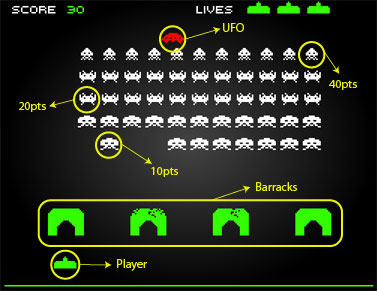 SCORE 30 LIVES
UFO
40pts
20pts
10pts
Barracks
Player